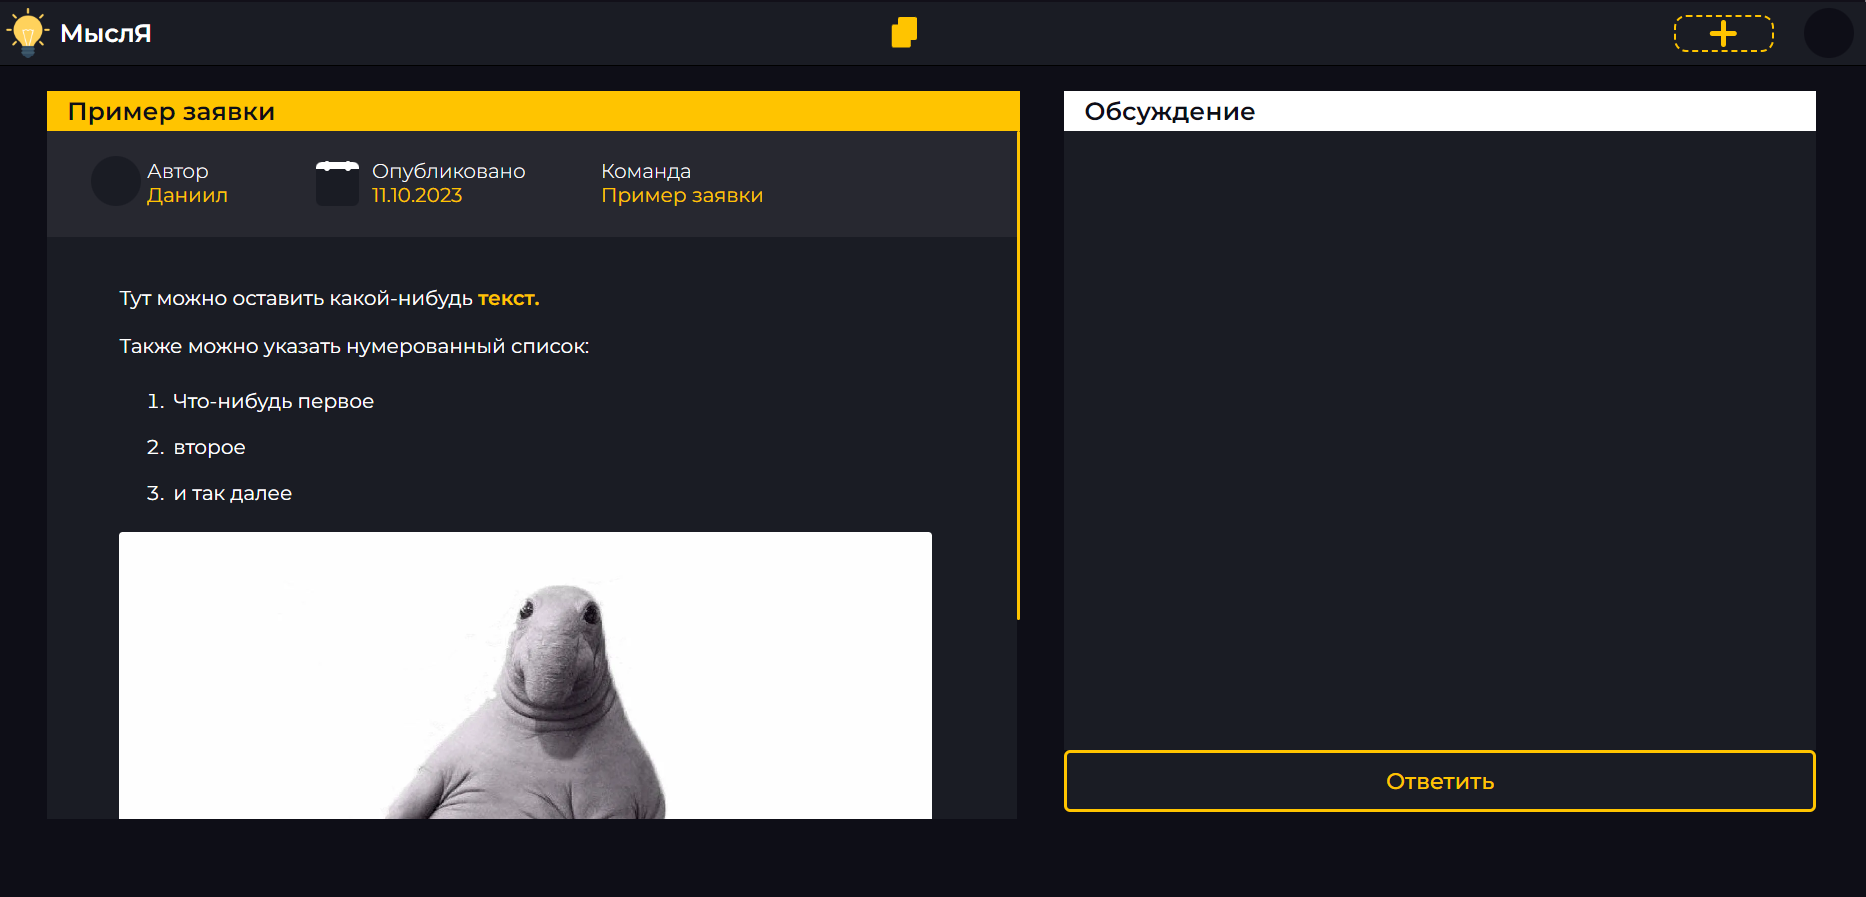 МыслЯ
Пример заявки
Автор
Даниил
Опубликовано
11.10.2023
Команда
Пример заявки
Тут можно оставить какой-нибудь текст.
Также можно указать нумерованный список:
1. Что-нибудь первое
2. второе
3. и так далее
Обсуждение
Ответить